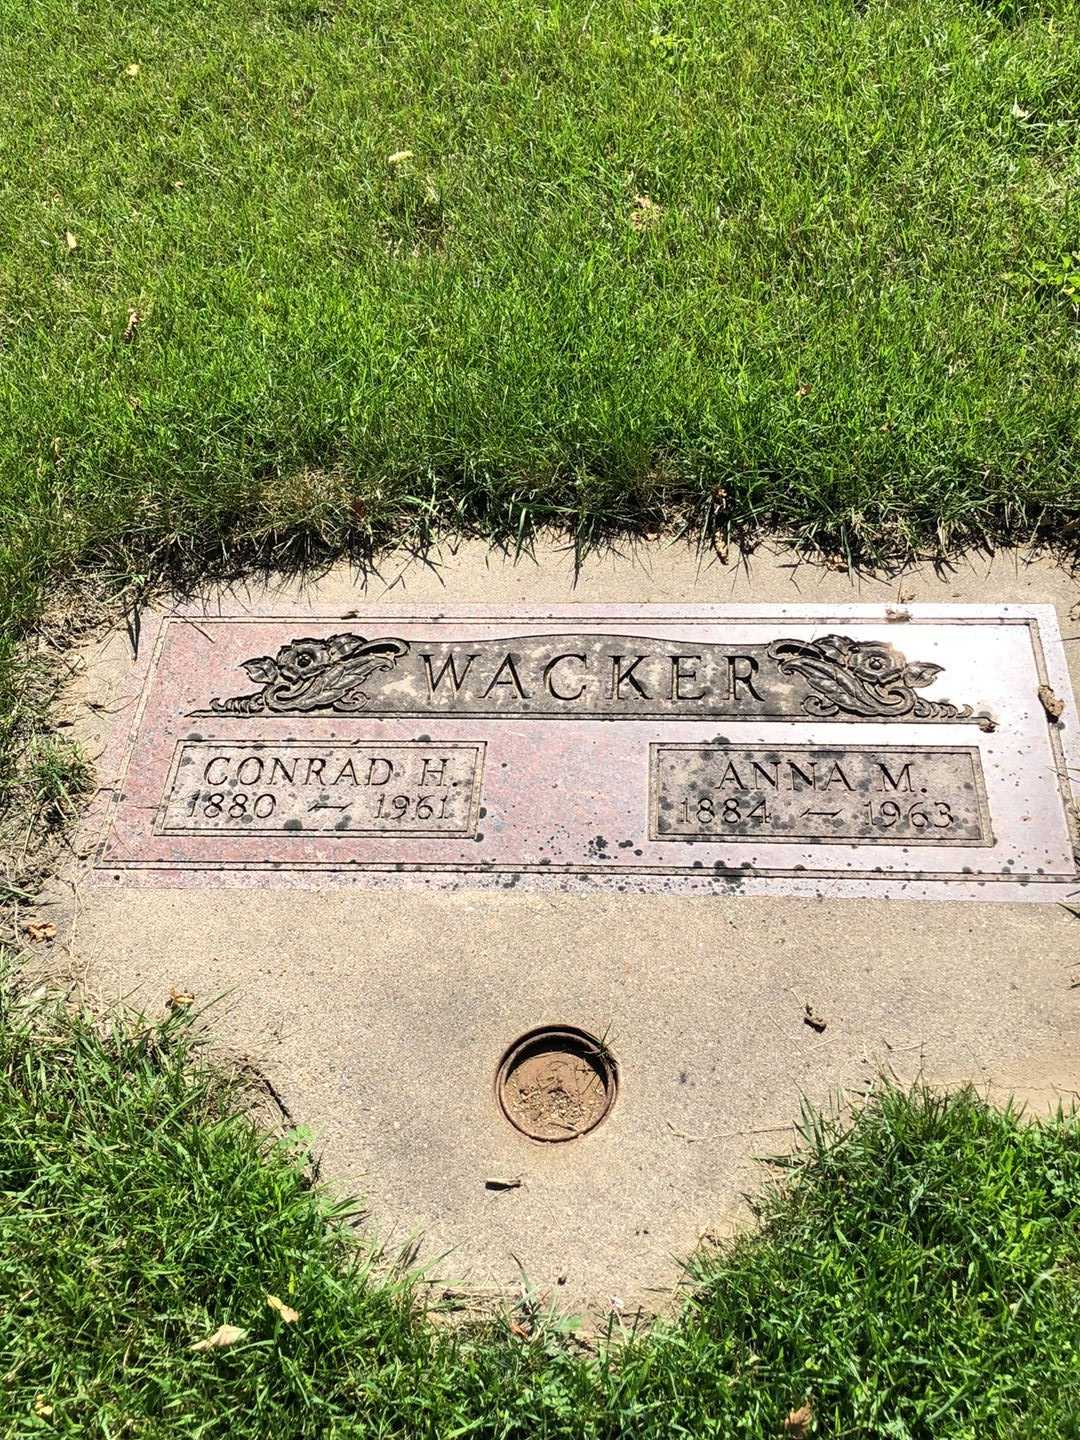 WACKER
CONRAD H.
1880 — 1961
ANNA M.
1884 — 1963